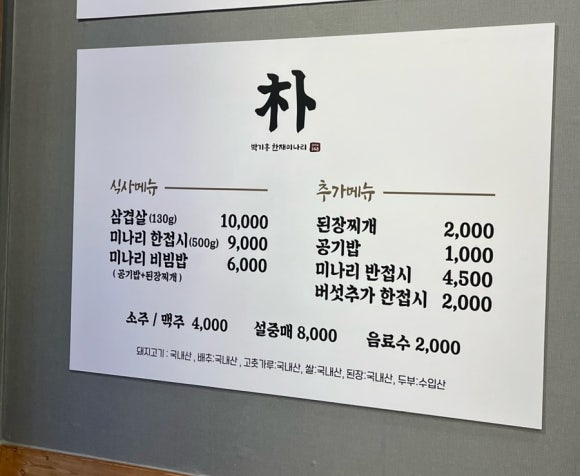 朴
박기호 한재미나리
식사메뉴
삼겹살(130g) 10,000
미나리 한접시(500g) 9,000
미나리 비빔밥 6,000
(공기밥+된장찌개)
추가메뉴
된장찌개 2,000
공기밥 1,000
미나리 반접시 4,500
버섯추가 한접시 2,000
소주 / 맥주 4,000 설중매 8,000 음료수 2,000
돼지고기 : 국내산 , 배추:국내산 , 고춧가루:국내산, 쌀:국내산, 된장:국내산, 두부:수입산